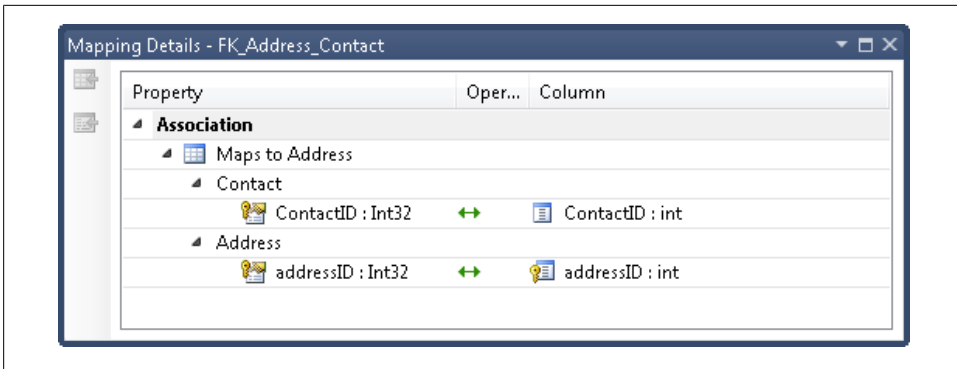 Mapping Details - FK_Address_Contact
Property Oper... Column
Association
Maps to Address
Contact
ContactID : Int32 ContactID : int
Address
addressID : Int32 addressID : int